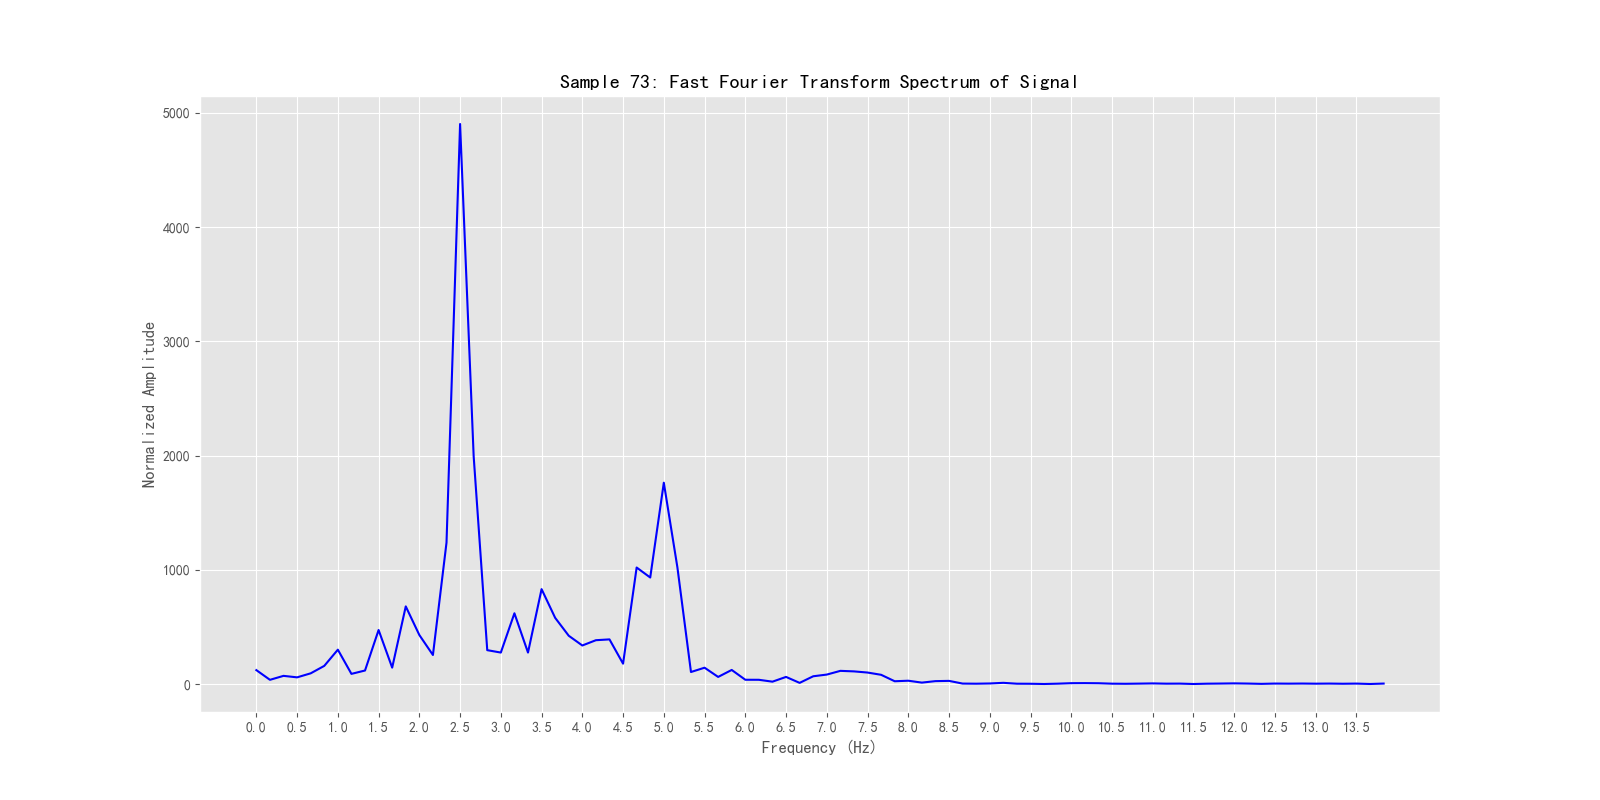 Sample 73: Fast Fourier Transform Spectrum of Signal
5000
4000
3000
2000
1000
0
Normalized Amplitude
0.0 0.5 1.0 1.5 2.0 2.5 3.0 3.5 4.0 4.5 5.0 5.5 6.0 6.5 7.0 7.5 8.0 8.5 9.0 9.5 10.0 10.5 11.0 11.5 12.0 12.5 13.0 13.5
Frequency (Hz)